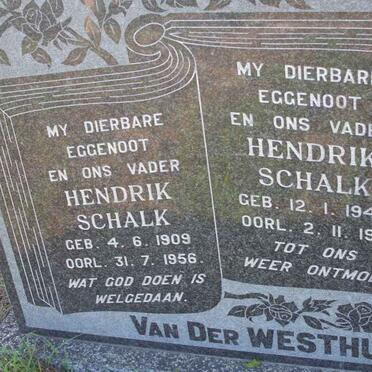 MY DIERBARE
EGGENOOT
EN ONS VADER
HENDRIK
SCHALK
GEB. 4. 6. 1909
OORL. 31. 7. 1956.
WAT GOD DOEN IS
WELGEDAAN.
MY DIERBARE
EGGENOOT
EN ONS VADE
HENDRIK
SCHALK
GEB. 12. 1. 194
OORL. 2. 11. 19
TOT ONS
WEER ONTMO
VAN DER WESTHU